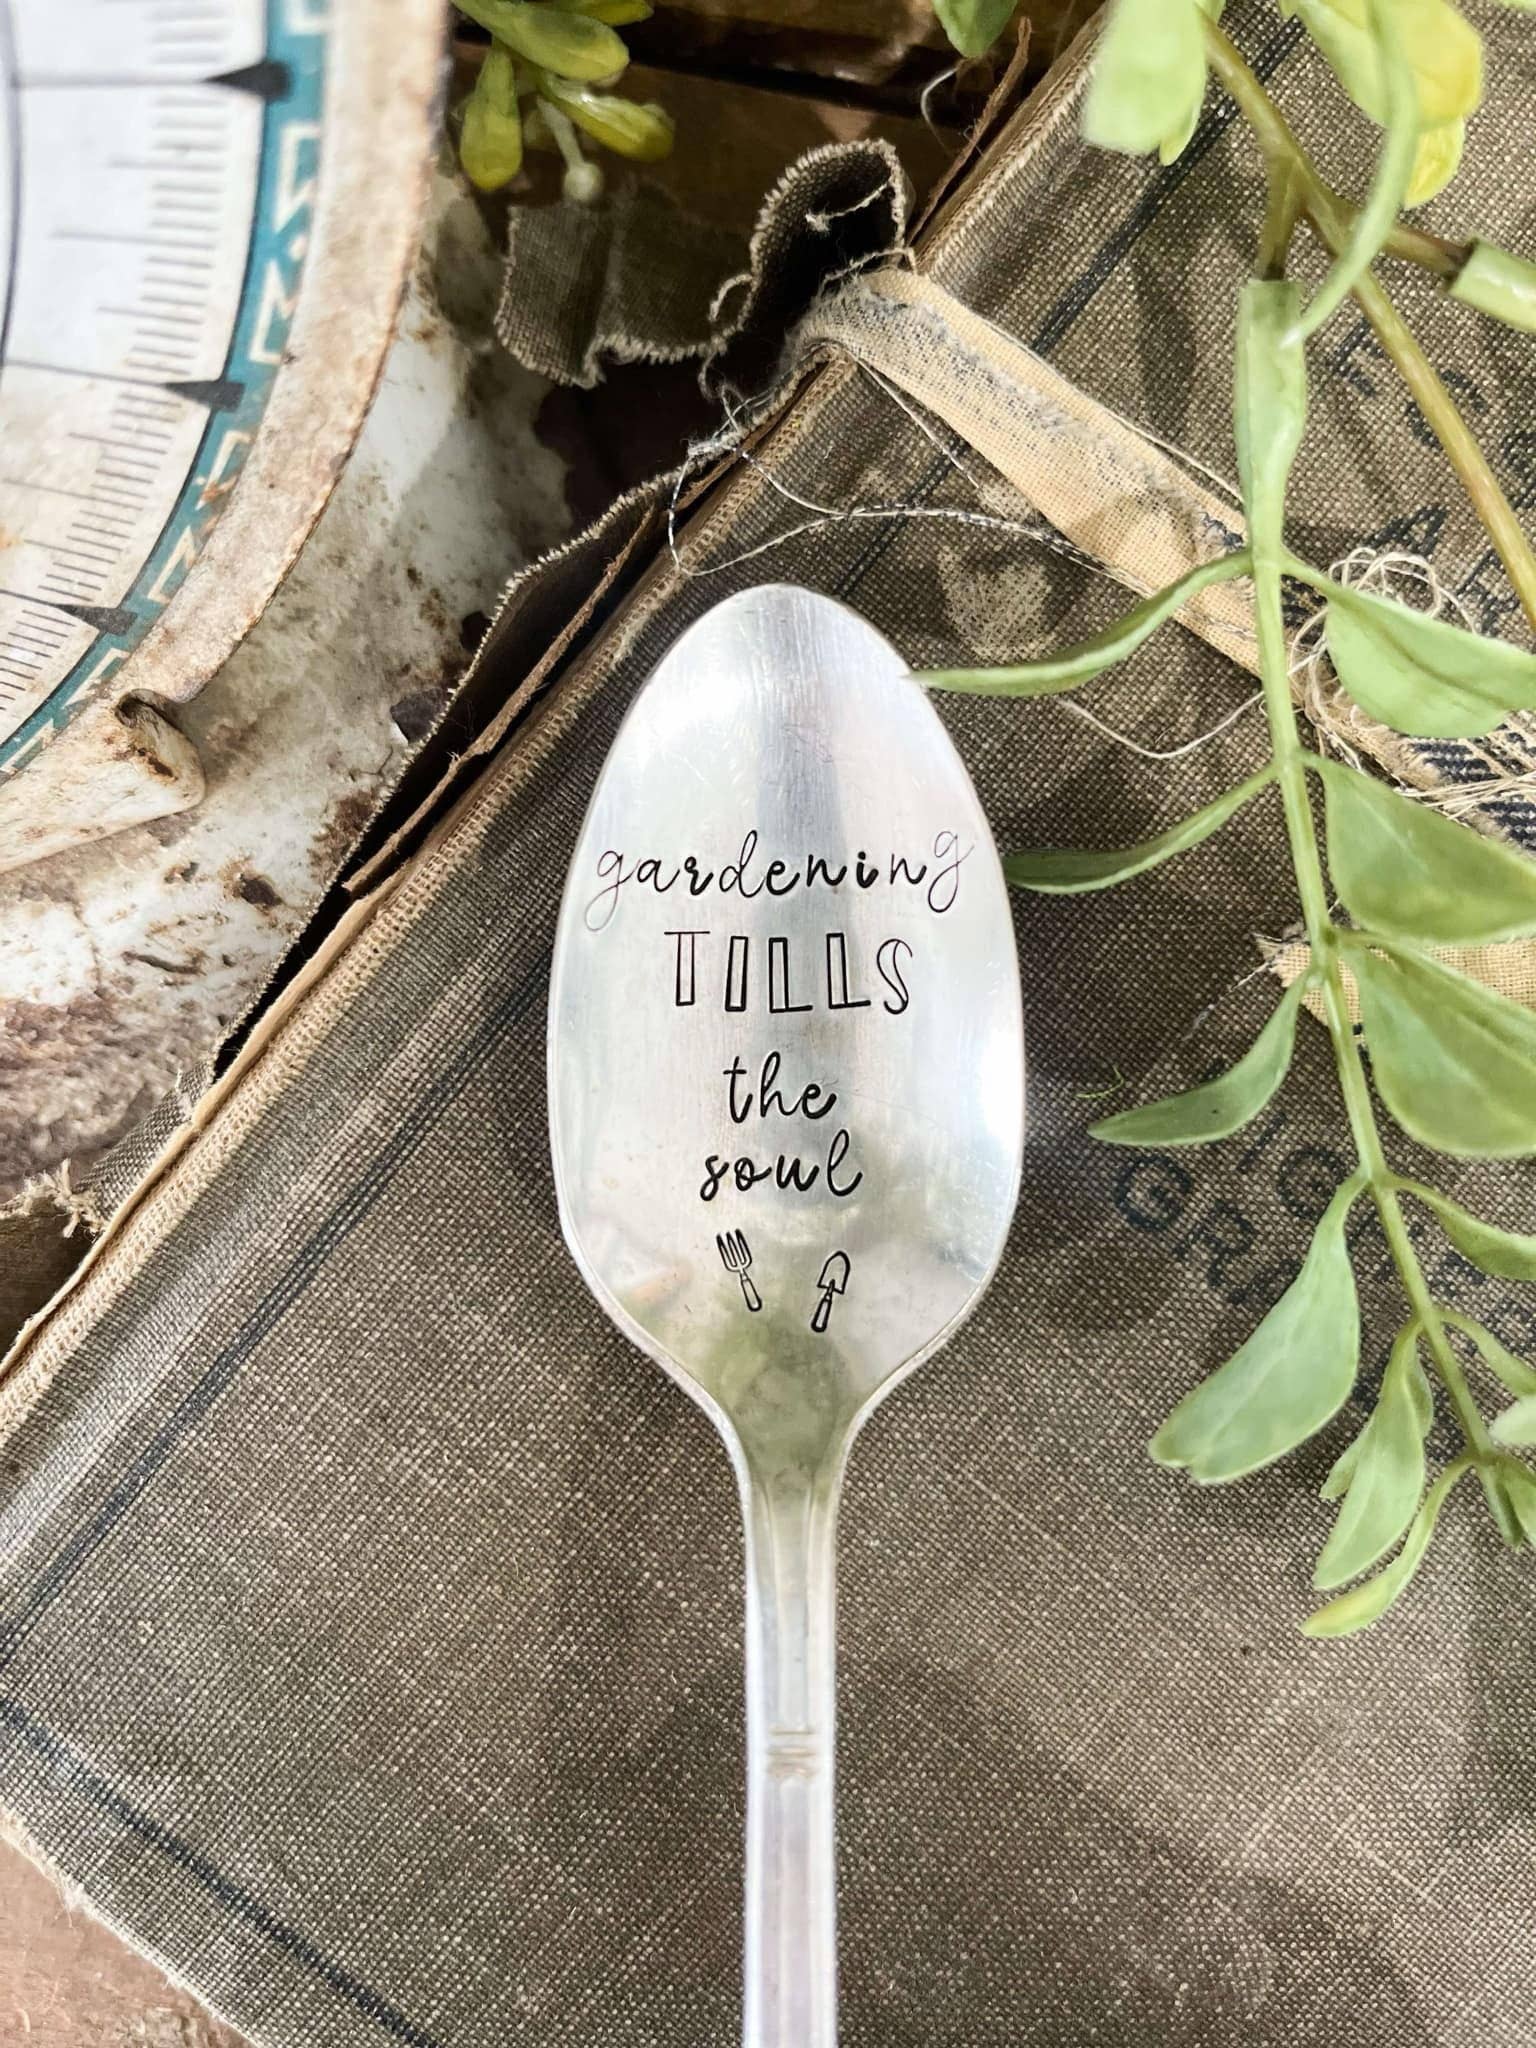 gardening
TILLS
the
soul